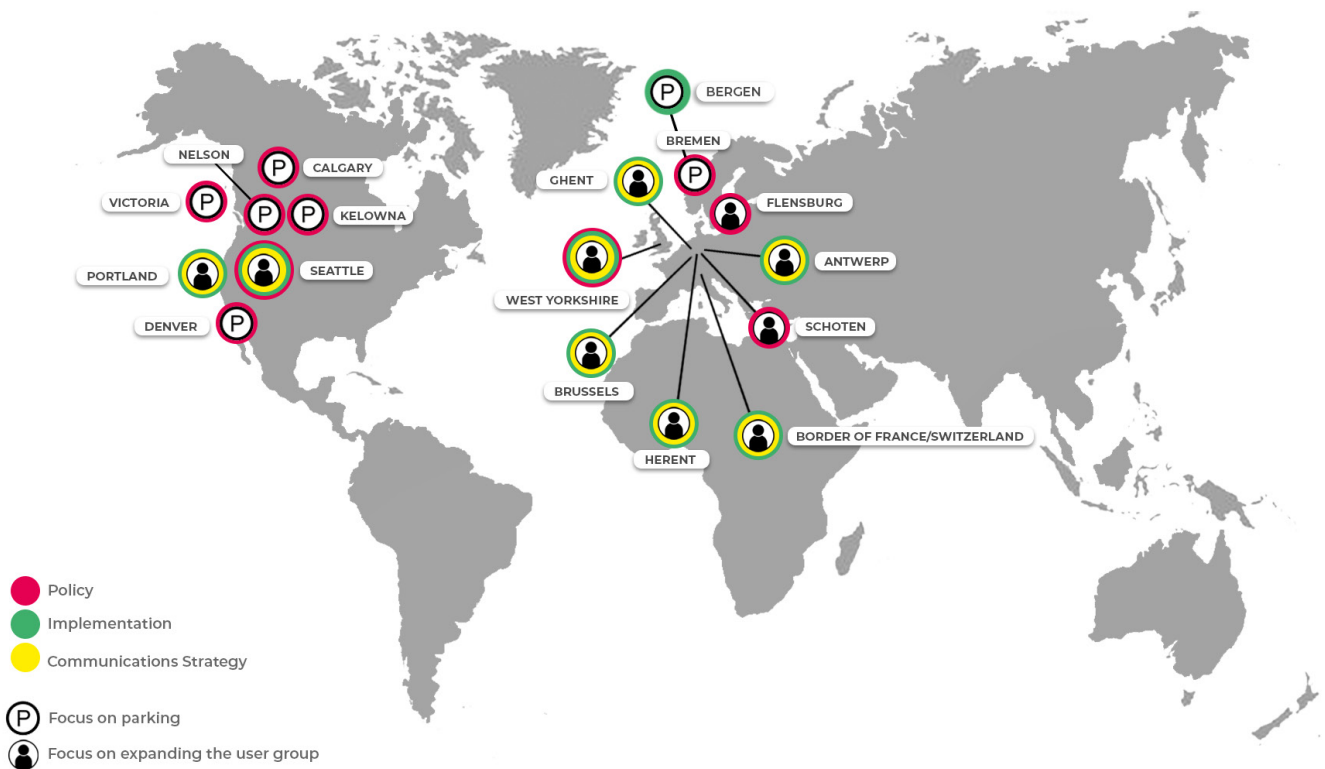 BERGEN
BREMEN
NELSON
CALGARY
GHENT
VICTORIA
KELOWNA
FLENSBURG
PORTLAND
SEATTLE
ANTWERP
WEST YORKSHIRE
DENVER
SCHOTEN
BRUSSELS
HERENT
BORDER OF FRANCE/SWITZERLAND
P
P
P
P
P
P
P
Policy
Implementation
Communications Strategy
P Focus on parking
Focus on expanding the user group